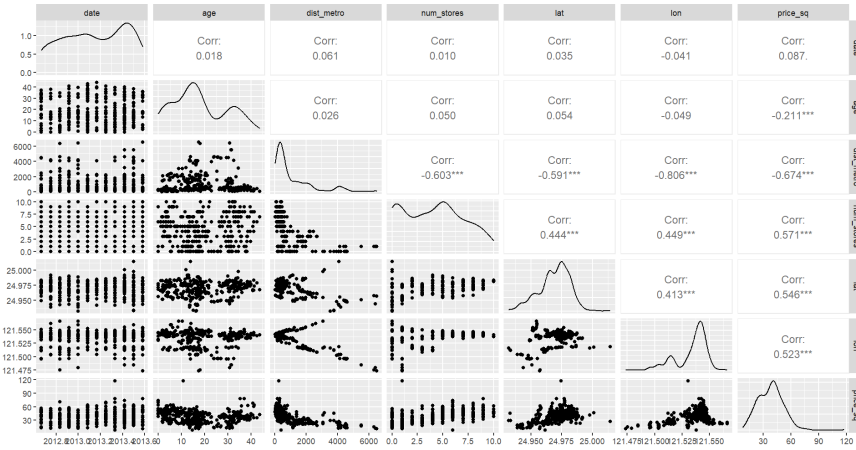 date age dist_metro num_stores lat lon price_sq
1.5
1.0
0.5
0.0
Corr: Corr: Corr: Corr: Corr: Corr:
0.018 0.061 0.010 0.035 -0.041 0.087.
40
30
20
10
0
Corr: Corr: Corr: Corr: Corr:
0.026 0.050 0.054 -0.049 -0.211***
6000
4000
2000
0
Corr: Corr: Corr: Corr:
-0.603*** -0.591*** -0.806*** -0.674***
10.0
7.5
5.0
2.5
0.0
Corr: Corr: Corr:
0.444*** 0.449*** 0.571***
25.000
24.975
24.950
Corr: Corr:
0.413*** 0.546***
121.550
121.525
121.500
121.475
Corr:
0.523***
120
90
60
30
2012.8 2013.0 2013.2 2013.4 2013.6 0 10 20 30 40 0 2000 4000 6000 0.0 2.5 5.0 7.5 10.0 24.950 24.975 25.000 121.475 121.500 121.525 121.550 30 60 90 120